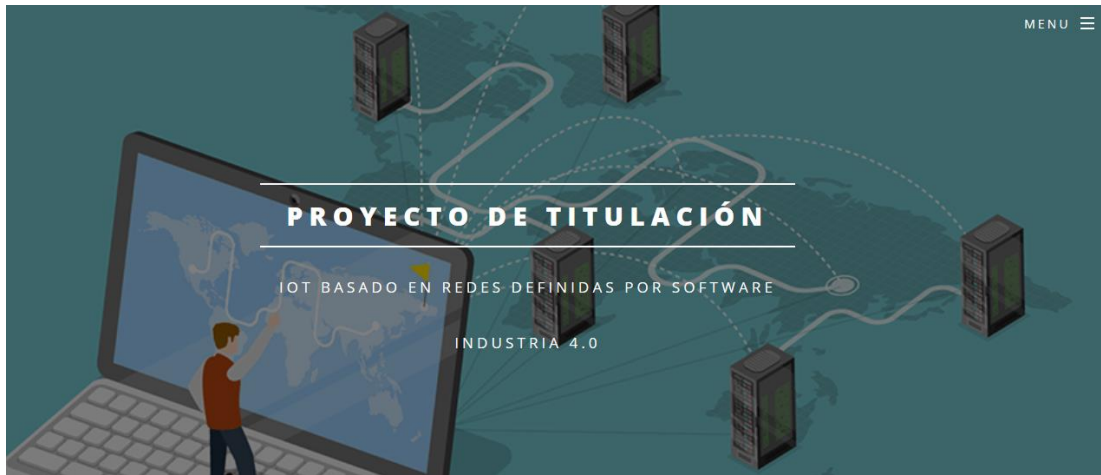 MENU
PROYECTO DE TITULACIÓN
IOT BASADO EN REDES DEFINIDAS POR SOFTWARE
INDUSTRIA 4.0